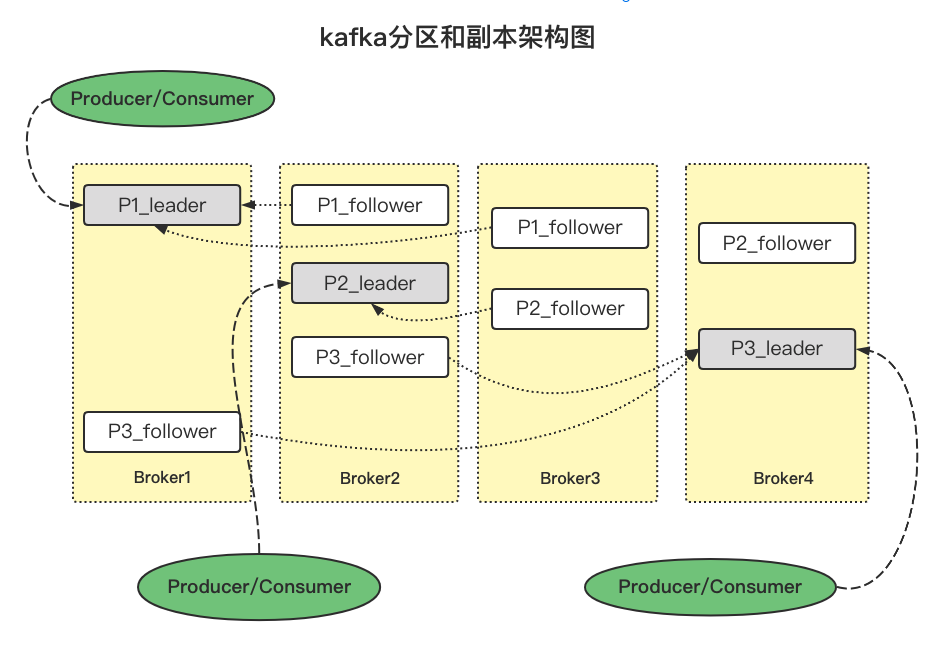 kafka分区和副本架构图
Producer/Consumer
P1_leader
P3_follower
Broker1
P1_follower
P2_leader
P3_follower
Broker2
P1_follower
P2_follower
Broker3
P2_follower
P3_leader
Broker4
Producer/Consumer
Producer/Consumer